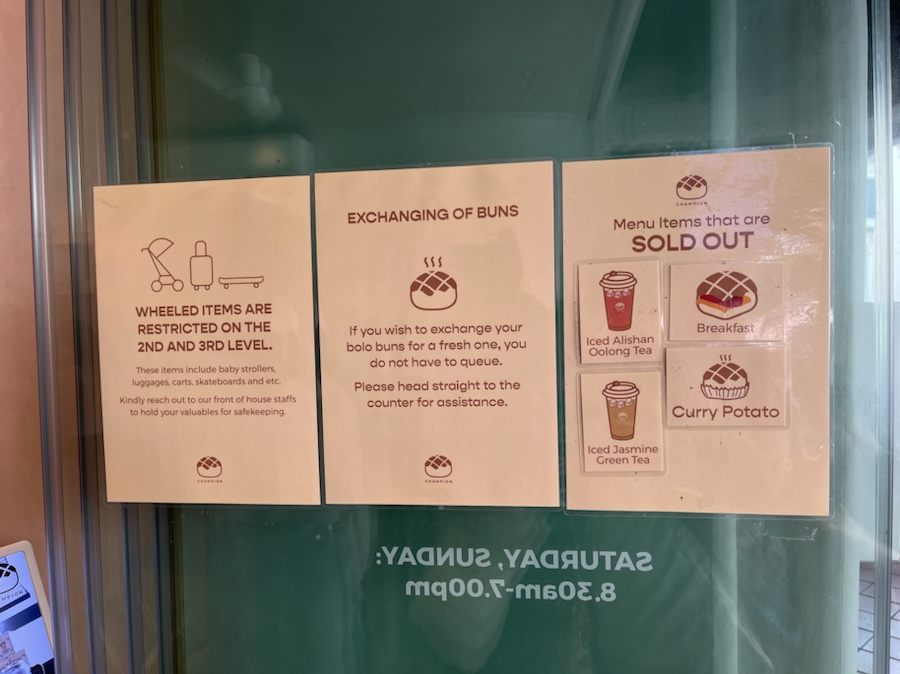 WHEELED ITEMS ARE
RESTRICTED ON THE
2ND AND 3RD LEVEL.
These items include baby strollers,
luggages, carts, skateboards and etc.
Kindly reach out to our front of house staffs
to hold your valuables for safekeeping.
CHAMPION
EXCHANGING OF BUNS
If you wish to exchange your
bolo buns for a fresh one, you
do not have to queue.
Please head straight to the
counter for assistance.
CHAMPION
CHAMPION
Menu Items that are
SOLD OUT
Iced Alishan
Oolong Tea
Breakfast
Iced Jasmine
Green Tea
Curry Potato
SATURDAY, SUNDAY:
8.30am-7.00pm